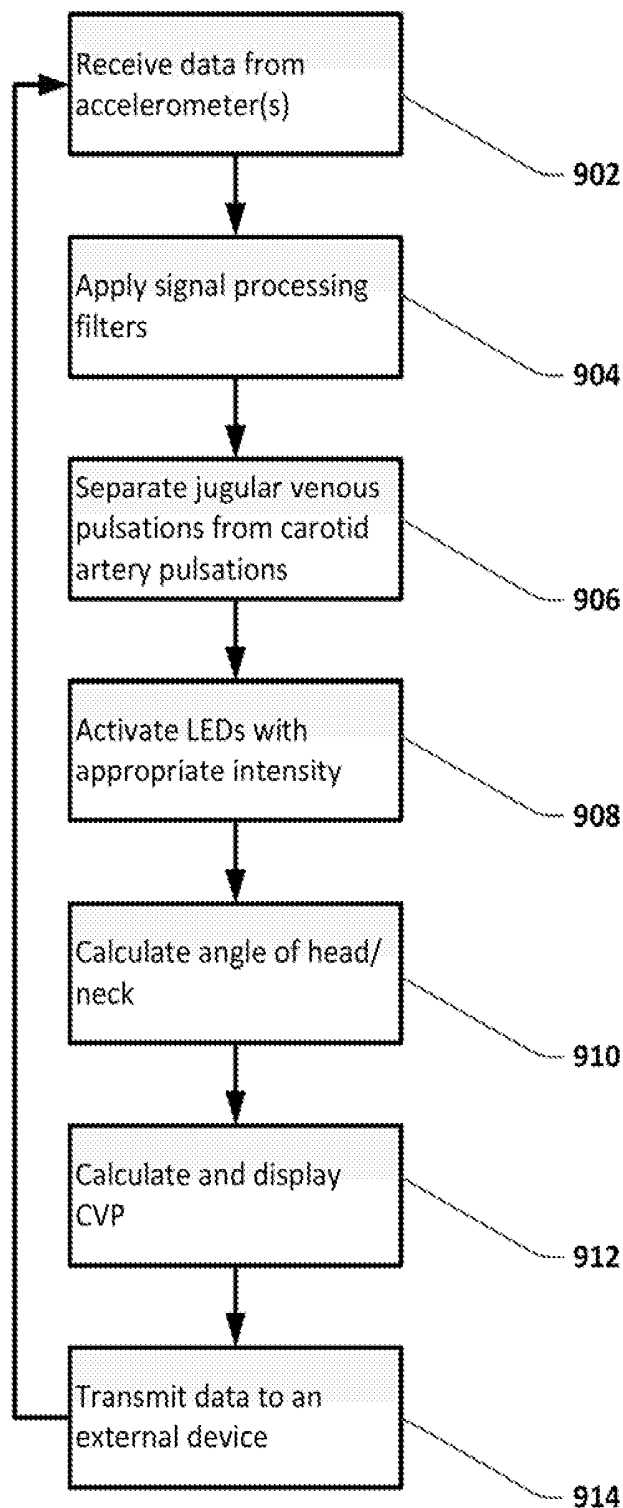 Receive data from
accelerometer(s)
902
Apply signal processing
filters
904
Separate jugular venous
pulsations from carotid
artery pulsations
906
Activate LEDs with
appropriate intensity
908
Calculate angle of head/
neck
910
Calculate and display
CVP
912
Transmit data to an
external device
914